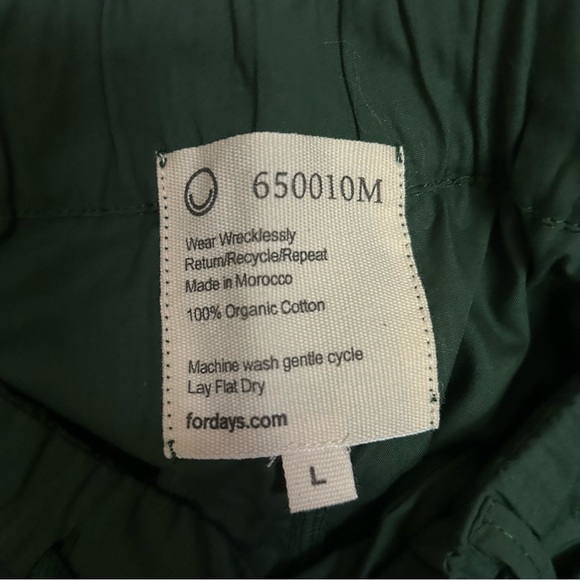 650010M
Wear Wrecklessly
Return/Recycle/Repeat
Made in Morocco
100% Organic Cotton
Machine wash gentle cycle
Lay Flat Dry
fordays.com
L